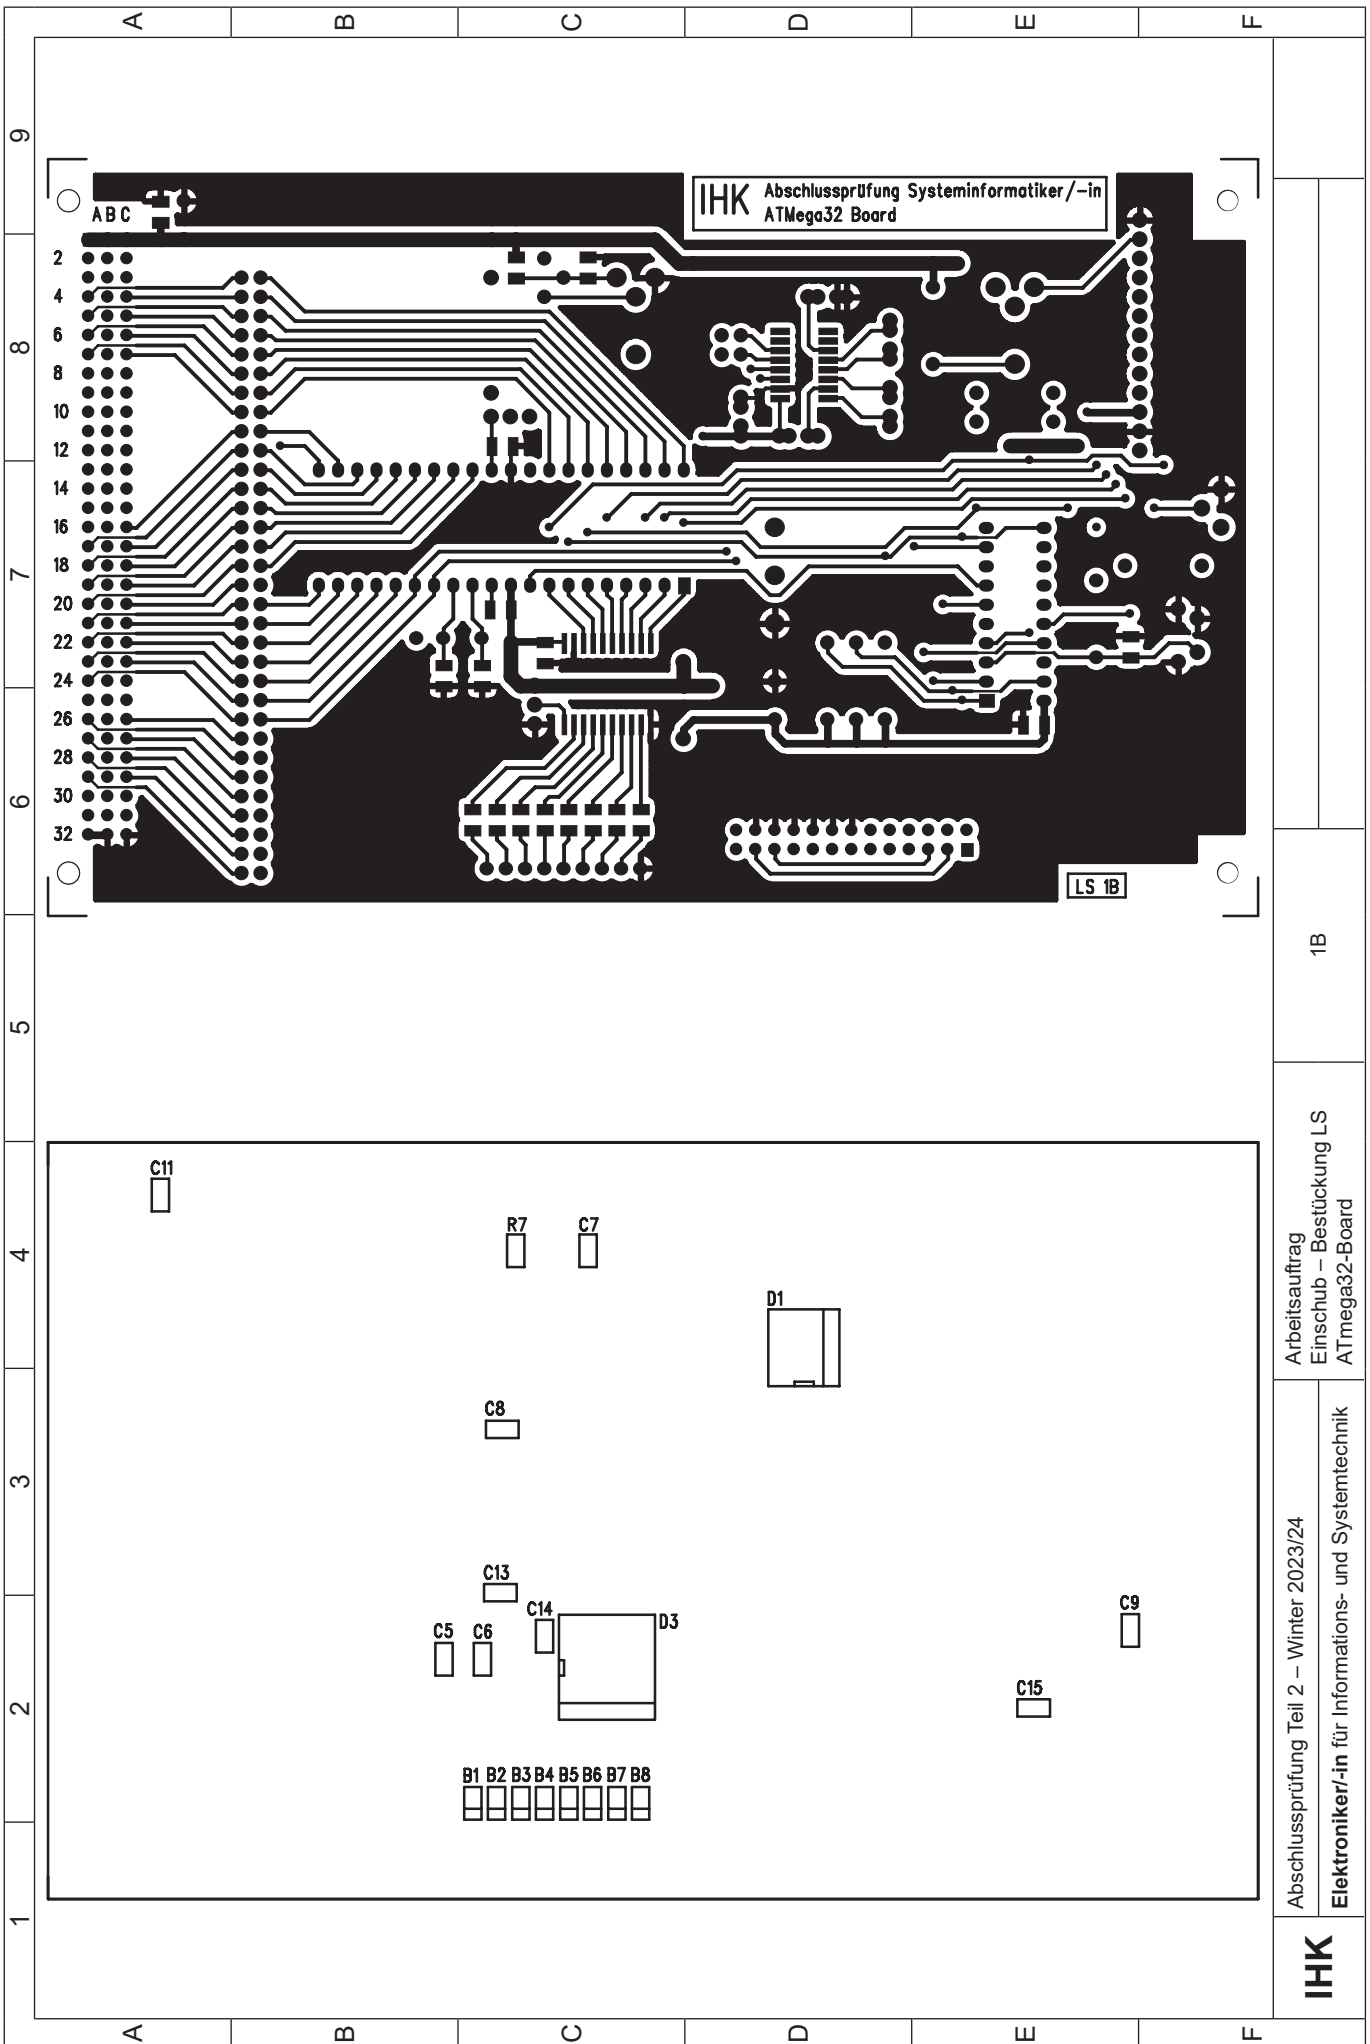 A
B
C
D
E
F
9
8
7
6
5
4
3
2
1
IHK
Abschlussprüfung Systeminformatiker/-in
ATMega32 Board
A B C
2
4
6
8
10
12
14
16
18
20
22
24
26
28
30
32
LS 1B
C11
R7
C7
D1
C8
C13
C14
D3
C5
C6
C9
C15
B1 B2 B3 B4 B5 B6 B7 B8
A
B
C
D
E
F
IHK
Abschlussprüfung Teil 2 – Winter 2023/24
Elektroniker/-in für Informations- und Systemtechnik
Arbeitsauftrag
Einschub – Bestückung LS
ATmega32-Board
1B